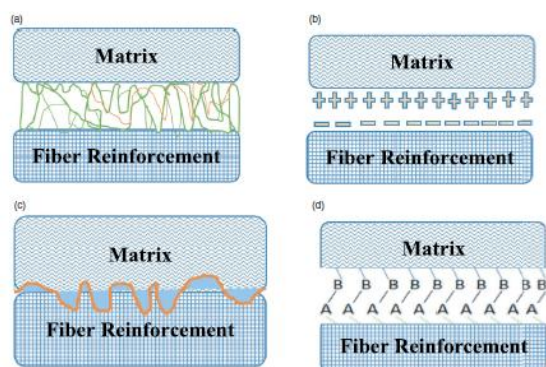 (a)
Matrix
Fiber Reinforcement
(b)
Matrix
Fiber Reinforcement
(c)
Matrix
Fiber Reinforcement
(d)
Matrix
B B B B B B B B B B
A A A A A A A A A A
Fiber Reinforcement